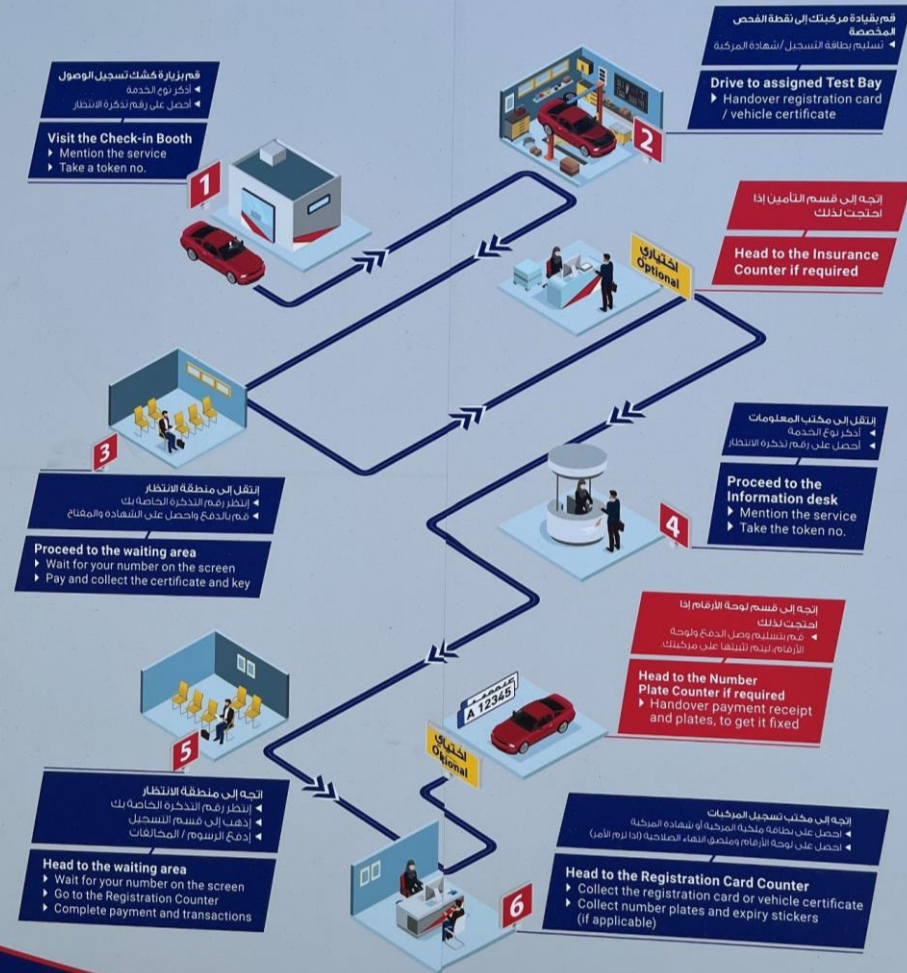 قم بزيارة كشك تسجيل الوصول
أذكر نوع الخدمة
أحصل على رقم تذكرة الانتظار
Visit the Check-in Booth
Mention the service
Take a token no.
1
قم بقيادة مركبتك إلى نقطة الفحص
المخصصة
تسليم بطاقة التسجيل/شهادة المركبة
Drive to assigned Test Bay
Handover registration card
/ vehicle certificate
2
إتجه إلى قسم التأمين إذا
احتجت لذلك
Head to the Insurance
Counter if required
اختياري
Optional
3
إنتقل إلى منطقة الانتظار
إنتظر رقم التذكرة الخاصة بك
قم بالدفع واحصل على الشهادة والمفتاح
Proceed to the waiting area
Wait for your number on the screen
Pay and collect the certificate and key
إنتقل إلى مكتب المعلومات
أذكر نوع الخدمة
أحصل على رقم تذكرة الانتظار
Proceed to the
Information desk
Mention the service
Take the token no.
4
إتجه إلى قسم لوحة الأرقام إذا
احتجت لذلك
قم بتسليم وصل الدفع ولوحة
الأرقام، ليتم تثبيتها على مركبتك
Head to the Number
Plate Counter if required
Handover payment receipt
and plates, to get it fixed
A 12345
اختياري
Optional
5
اتجه إلى منطقة الانتظار
إنتظر رقم التذكرة الخاصة بك
إذهب إلى قسم التسجيل
إدفع الرسوم / المخالفات
Head to the waiting area
Wait for your number on the screen
Go to the Registration Counter
Complete payment and transactions
6
إتجه إلى مكتب تسجيل المركبات
احصل على بطاقة ملكية المركبة أو شهادة المركبة
احصل على لوحة الأرقام وملصق انتهاء الصلاحية (اذا لزم الأمر)
Head to the Registration Card Counter
Collect the registration card or vehicle certificate
Collect number plates and expiry stickers
(if applicable)